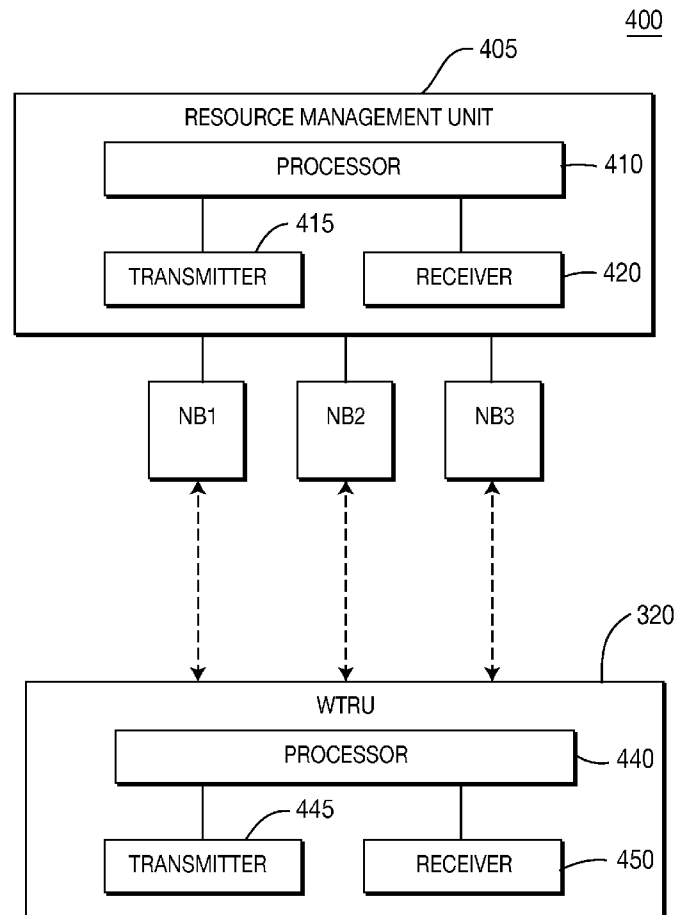 400
405
RESOURCE MANAGEMENT UNIT
PROCESSOR
410
415
TRANSMITTER
RECEIVER
420
NB1
NB2
NB3
320
WTRU
PROCESSOR
440
445
TRANSMITTER
RECEIVER
450